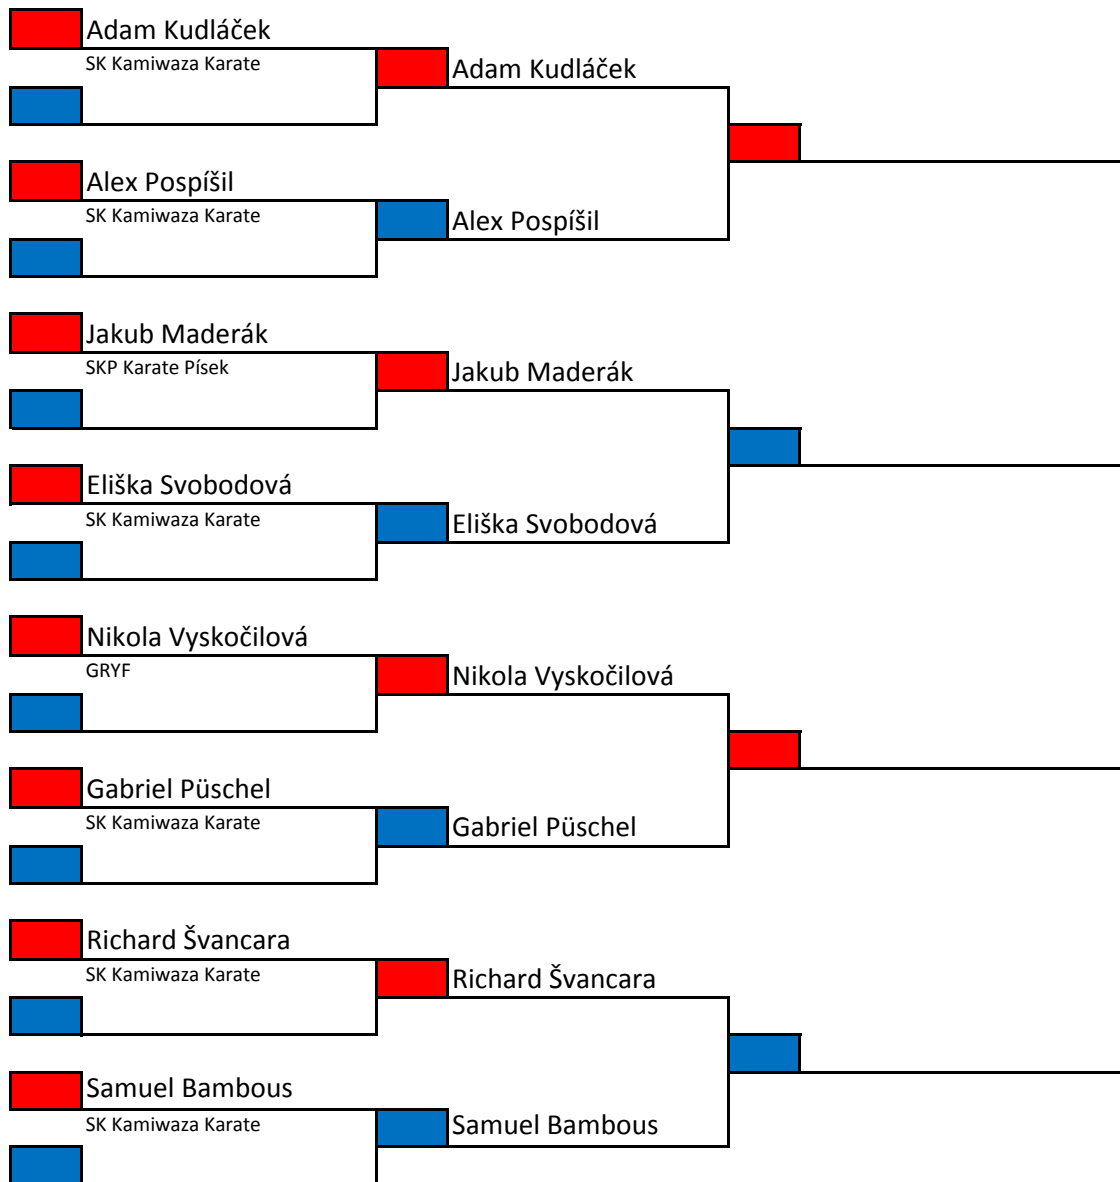 Adam Kudláček
SK Kamiwaza Karate
Adam Kudláček
Alex Pospíšil
SK Kamiwaza Karate
Alex Pospíšil
Jakub Maderák
SKP Karate Písek
Jakub Maderák
Eliška Svobodová
SK Kamiwaza Karate
Eliška Svobodová
Nikola Vyskočilová
GRYF
Nikola Vyskočilová
Gabriel Püschel
SK Kamiwaza Karate
Gabriel Püschel
Richard Švancara
SK Kamiwaza Karate
Richard Švancara
Samuel Bambous
SK Kamiwaza Karate
Samuel Bambous